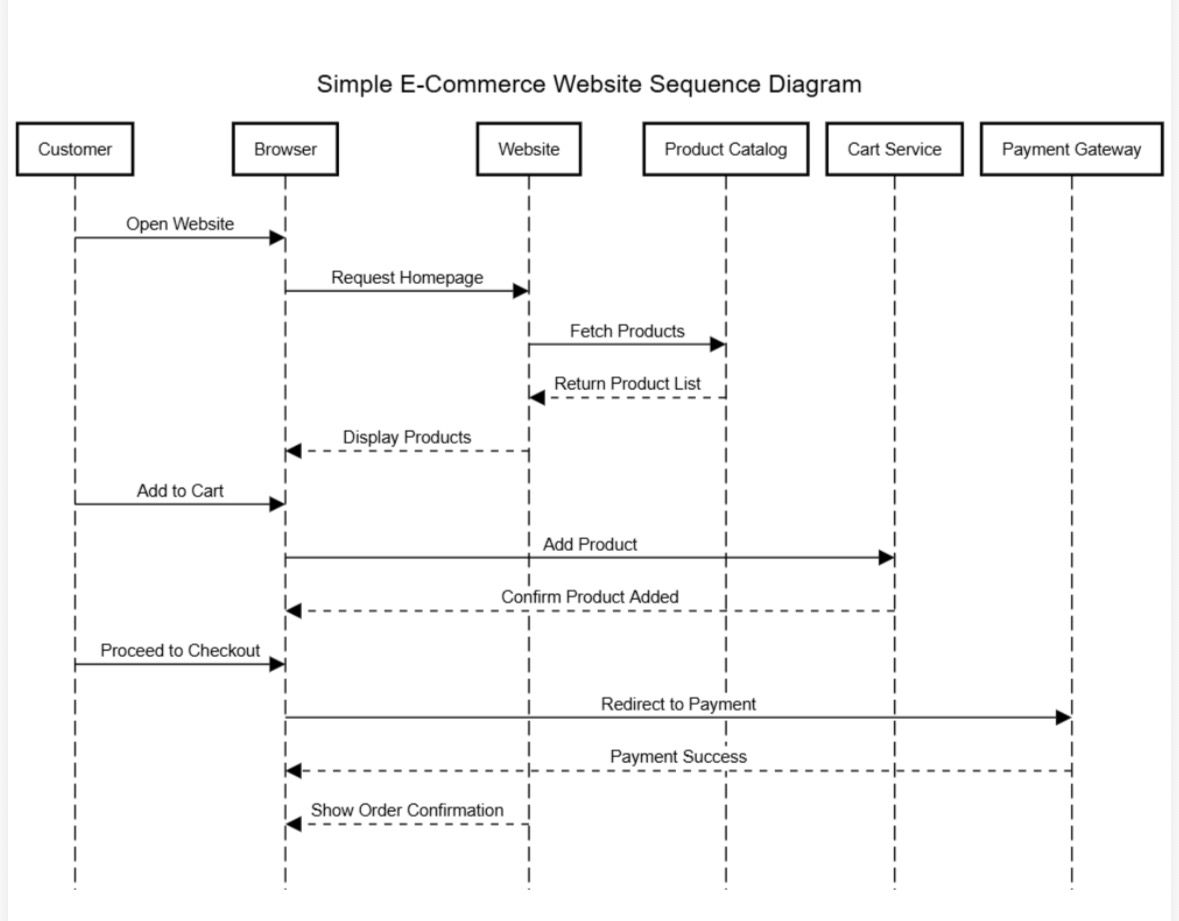 Simple E-Commerce Website Sequence Diagram
Customer
Browser
Website
Product Catalog
Cart Service
Payment Gateway
Open Website
Request Homepage
Fetch Products
Return Product List
Display Products
Add to Cart
Add Product
Confirm Product Added
Proceed to Checkout
Redirect to Payment
Payment Success
Show Order Confirmation